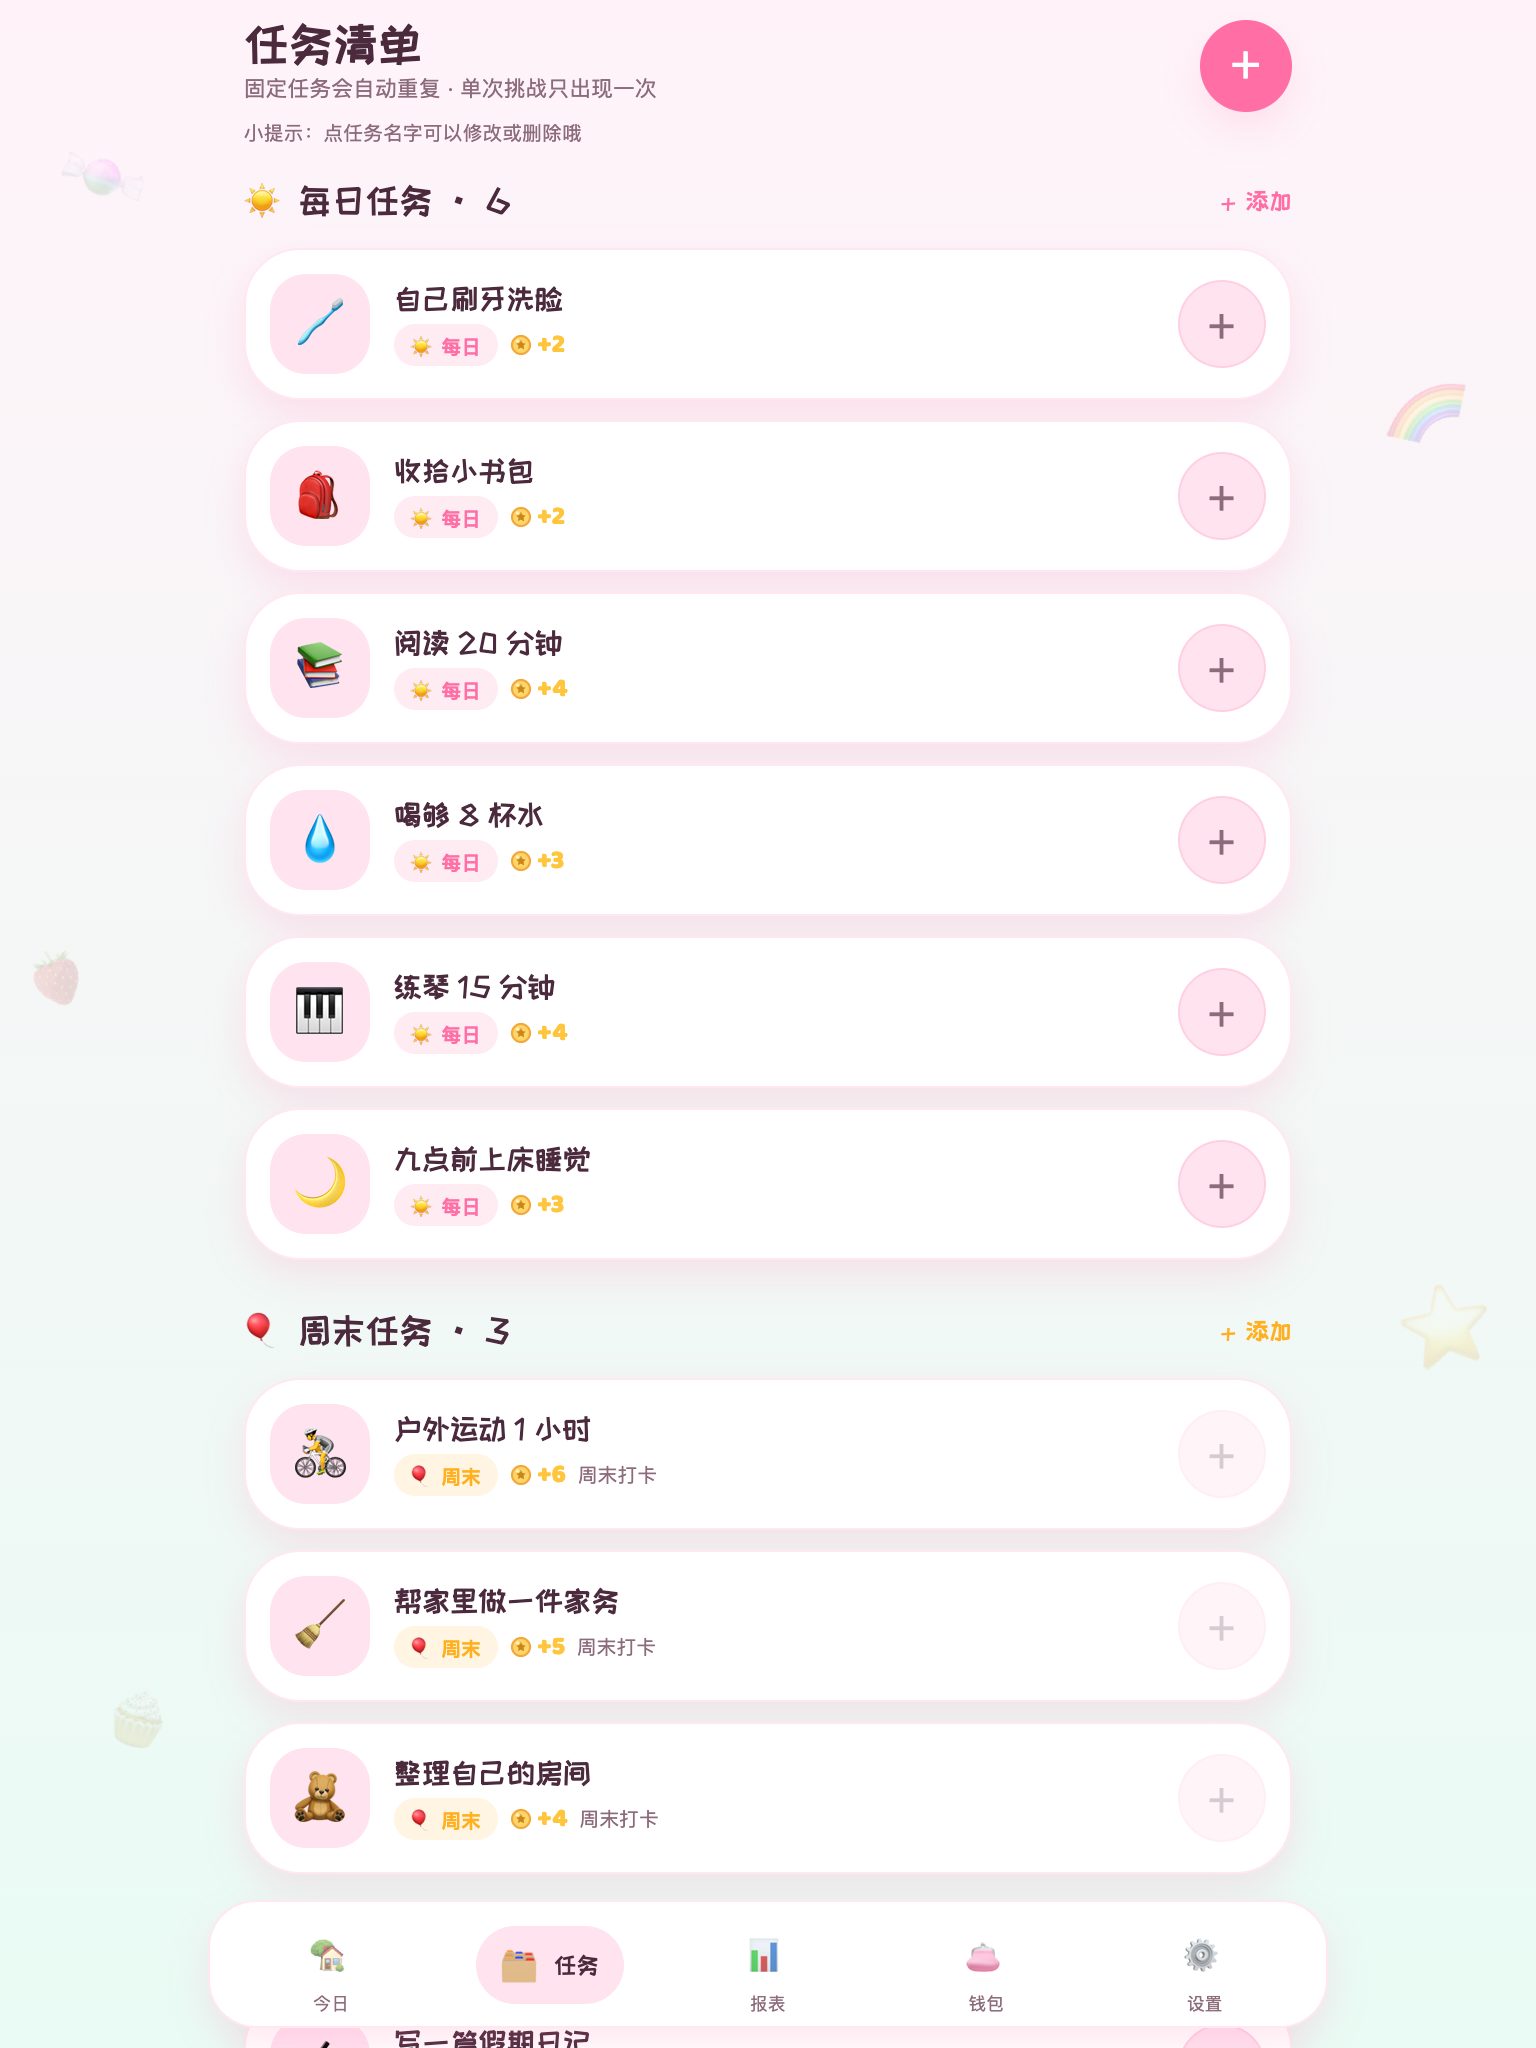 任务清单
固定任务会自动重复 · 单次挑战只出现一次
小提示：点任务名字可以修改或删除哦
每日任务 · 6
+ 添加
自己刷牙洗脸
每日 +2
收拾小书包
每日 +2
阅读 20 分钟
每日 +4
喝够 8 杯水
每日 +3
练琴 15 分钟
每日 +4
九点前上床睡觉
每日 +3
周末任务 · 3
+ 添加
户外运动 1 小时
周末 +6 周末打卡
帮家里做一件家务
周末 +5 周末打卡
整理自己的房间
周末 +4 周末打卡
今日
任务
报表
钱包
设置
写一篇假期日记